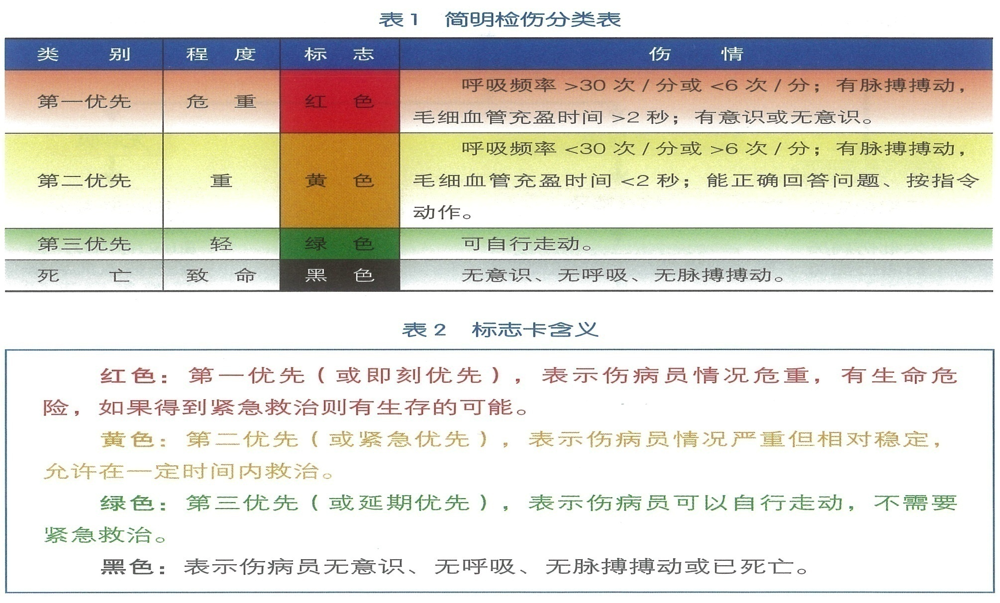 表1 简明检伤分类表
类 别 程 度 标 志 伤 情
第一优先 危 重 红 色 呼吸频率 >30 次 / 分或 <6 次 / 分；有脉搏搏动，
毛细血管充盈时间 >2 秒；有意识或无意识。
第二优先 重 黄 色 呼吸频率 <30 次 / 分或 >6 次 / 分；有脉搏搏动，
毛细血管充盈时间 <2 秒；能正确回答问题、按指令
动作。
第三优先 轻 绿 色 可自行走动。
死 亡 致 命 黑 色 无意识、无呼吸、无脉搏搏动。
表2 标志卡含义
红色：第一优先（或即刻优先），表示伤病员情况危重，有生命危
险，如果得到紧急救治则有生存的可能。
黄色：第二优先（或紧急优先），表示伤病员情况严重但相对稳定，
允许在一定时间内救治。
绿色：第三优先（或延期优先），表示伤病员可以自行走动，不需要
紧急救治。
黑色：表示伤病员无意识、无呼吸、无脉搏搏动或已死亡。